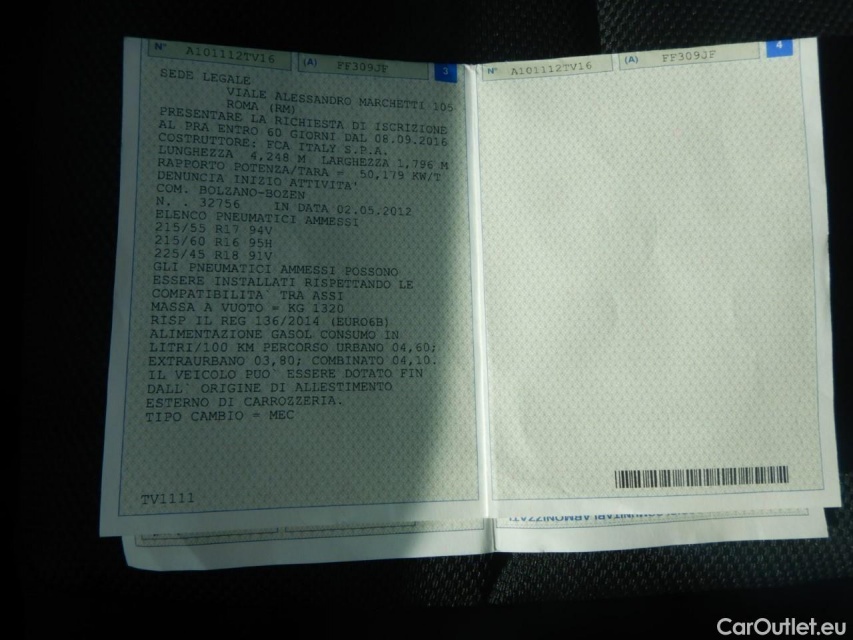 N° A101112TV16 (A) FF309JF 3
SEDE LEGALE
VIALE ALESSANDRO MARCHETTI 105
ROMA (RM)
PRESENTARE LA RICHIESTA DI ISCRIZIONE
AL PRA ENTRO 60 GIORNI DAL 08.09.2016
COSTRUTTORE: FCA ITALY S.P.A.
LUNGHEZZA 4,248 M LARGHEZZA 1,796 M
RAPPORTO POTENZA/TARA = 50,179 KW/T
DENUNCIA INIZIO ATTIVITA'
COM. BOLZANO-BOZEN
N. . 32756 IN DATA 02.05.2012
ELENCO PNEUMATICI AMMESSI
215/55 R17 94V
215/60 R16 95H
225/45 R18 91V
GLI PNEUMATICI AMMESSI POSSONO
ESSERE INSTALLATI RISPETTANDO LE
COMPATIBILITA` TRA ASSI
MASSA A VUOTO = KG 1320
RISP IL REG 136/2014 (EURO6B)
ALIMENTAZIONE GASOL CONSUMO IN
LITRI/100 KM PERCORSO URBANO 04,60;
EXTRAURBANO 03,80; COMBINATO 04,10.
IL VEICOLO PUO` ESSERE DOTATO FIN
DALL` ORIGINE DI ALLESTIMENTO
ESTERNO DI CARROZZERIA.
TIPO CAMBIO = MEC
TV1111
N° A101112TV16 (A) FF309JF 4
ARMONIZZATI
CarOutlet.eu